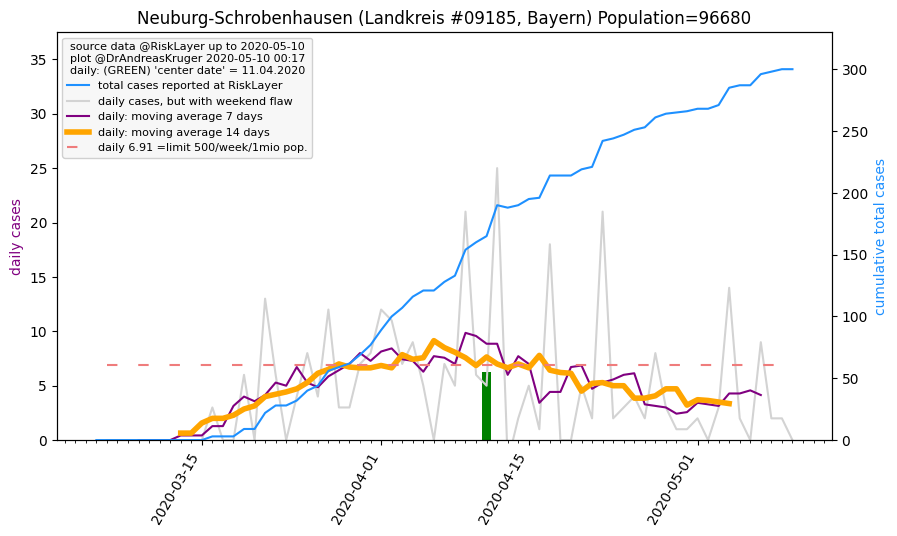 Neuburg-Schrobenhausen (Landkreis #09185, Bayern) Population=96680
source data @RiskLayer up to 2020-05-10
plot @DrAndreasKruger 2020-05-10 00:17
daily: (GREEN) 'center date' = 11.04.2020
total cases reported at RiskLayer
daily cases, but with weekend flaw
daily: moving average 7 days
daily: moving average 14 days
daily 6.91 =limit 500/week/1mio pop.
daily cases
35
30
25
20
15
10
5
0
cumulative total cases
300
250
200
150
100
50
0
2020-03-15
2020-04-01
2020-04-15
2020-05-01